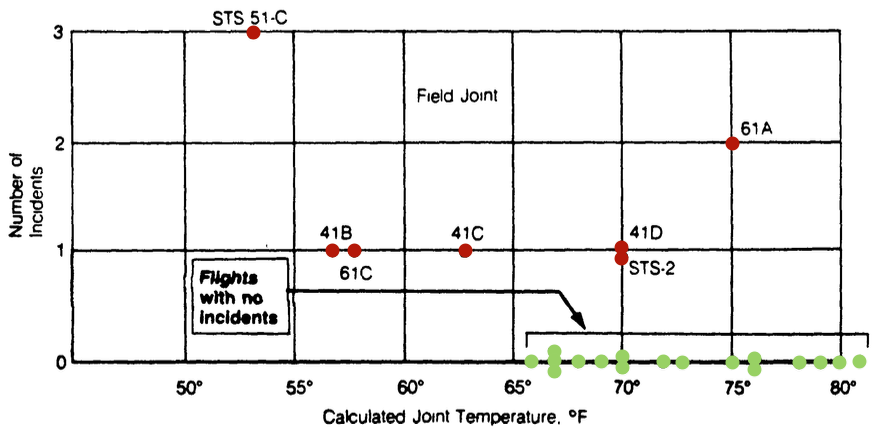 STS 51-C
3
Field Joint
61A
2
Number of
Incidents
41B
41C
41D
1
61C
STS-2
Flights
with no
incidents
0
50° 55° 60° 65° 70° 75° 80°
Calculated Joint Temperature, °F